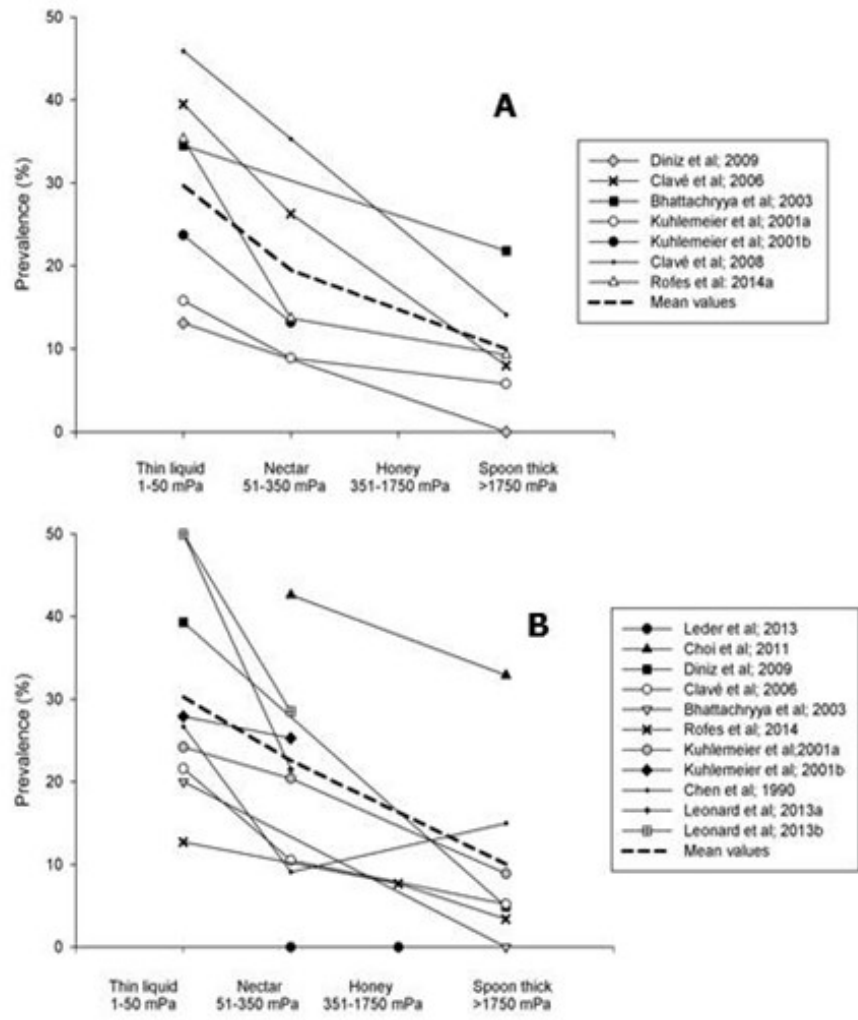 50
40
30
20
10
0
Prevalence (%)
A
Thin liquid
1-50 mPa
Nectar
51-350 mPa
Honey
351-1750 mPa
Spoon thick
>1750 mPa
Diniz et al; 2009
Clavé et al; 2006
Bhattachryya et al; 2003
Kuhlemeier et al; 2001a
Kuhlemeier et al; 2001b
Clavé et al; 2008
Rofes et al: 2014a
Mean values
50
40
30
20
10
0
Prevalence (%)
B
Thin liquid
1-50 mPa
Nectar
51-350 mPa
Honey
351-1750 mPa
Spoon thick
>1750 mPa
Leder et al; 2013
Choi et al; 2011
Diniz et al; 2009
Clavé et al; 2006
Bhattachryya et al; 2003
Rofes et al; 2014
Kuhlemeier et al;2001a
Kuhlemeier et al; 2001b
Chen et al; 1990
Leonard et al; 2013a
Leonard et al; 2013b
Mean values